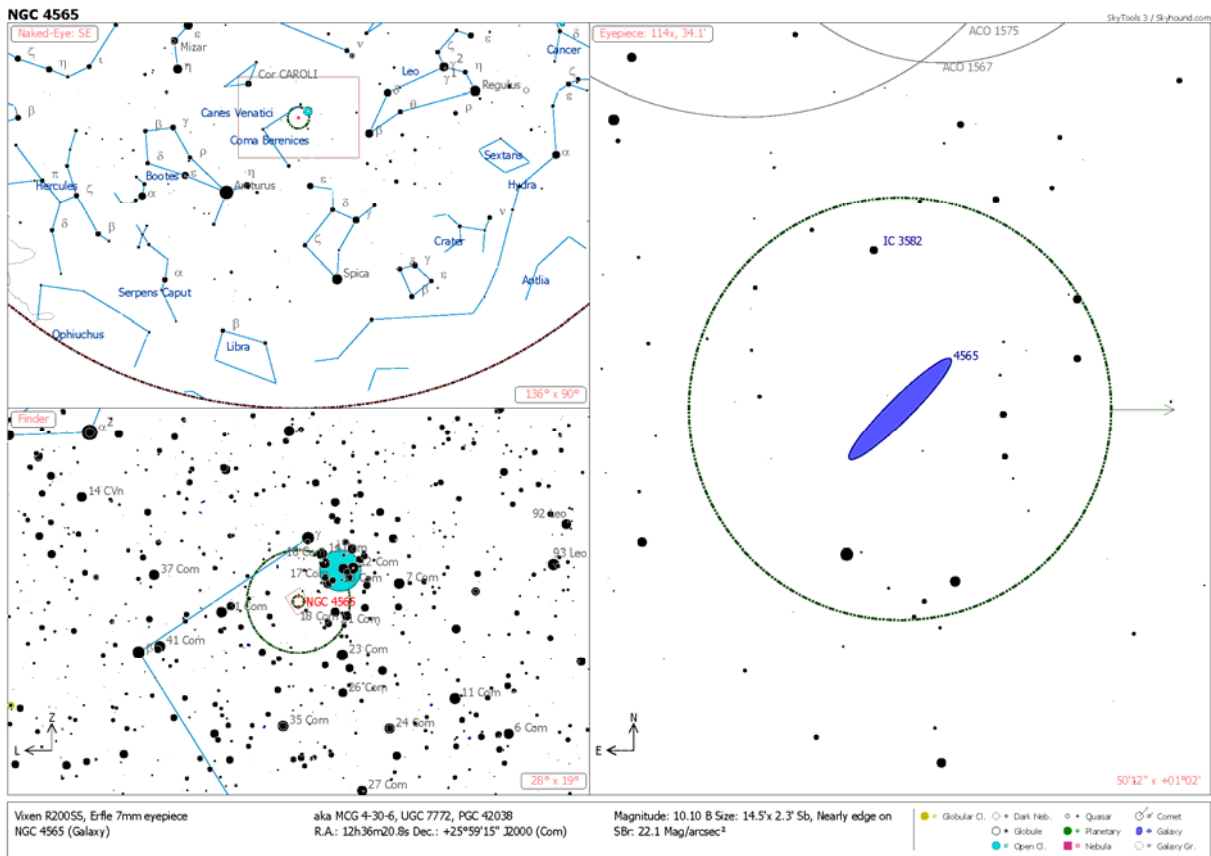 NGC 4565
SkyTools 3 / Skyhound.com
Naked-Eye: SE
Mizar
Cor CAROLI
Leo
Cancer
Regulus
Canes Venatici
Coma Berenices
Sextans
Hercules
Bootes
Arcturus
Hydra
Crater
Spica
Antlia
Serpens Caput
Ophiuchus
Libra
136° x 90°
Finder
α2
14 CVn
92 Leo
93 Leo
37 Com
17 Com
7 Com
NGC 4565
18 Com
21 Com
41 Com
23 Com
26 Com
11 Com
35 Com
24 Com
6 Com
27 Com
Z
L
28° x 19°
Eyepiece: 114x, 34.1'
ACO 1575
ACO 1567
IC 3582
4565
N
E
50'12" x +01°02'
Vixen R200SS, Erfle 7mm eyepiece
NGC 4565 (Galaxy)
aka MCG 4-30-6, UGC 7772, PGC 42038
R.A.: 12h36m20.8s Dec.: +25°59'15" J2000 (Com)
Magnitude: 10.10 B Size: 14.5'x 2.3' Sb, Nearly edge on
SBr: 22.1 Mag/arcsec²
Globular Cl.
Dark Neb.
Quasar
Comet
Globule
Planetary
Galaxy
Open Cl.
Nebula
Galaxy Gr.